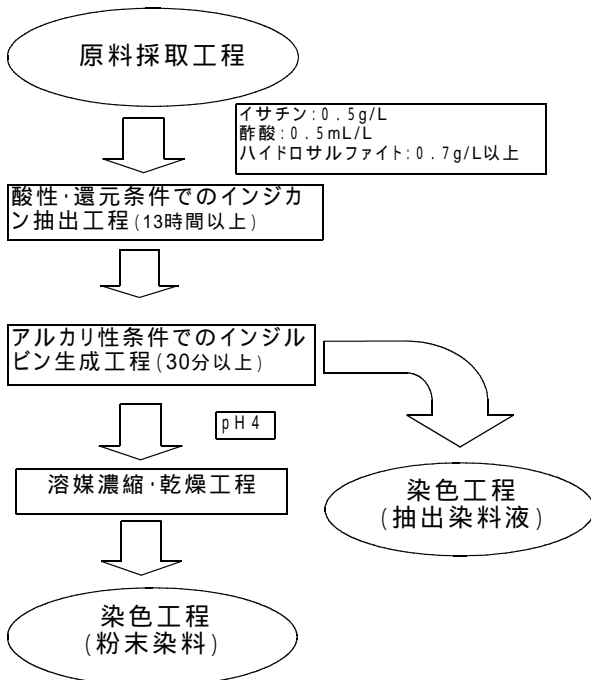 原料採取工程
イサチン:0.5g/L
酢酸:0.5mL/L
ハイドロサルファイト:0.7g/L以上
酸性・還元条件でのインジカ
ン抽出工程(13時間以上)
アルカリ性条件でのインジル
ビン生成工程(30分以上)
pH4
溶媒濃縮・乾燥工程
染色工程
(抽出染料液)
染色工程
(粉末染料)